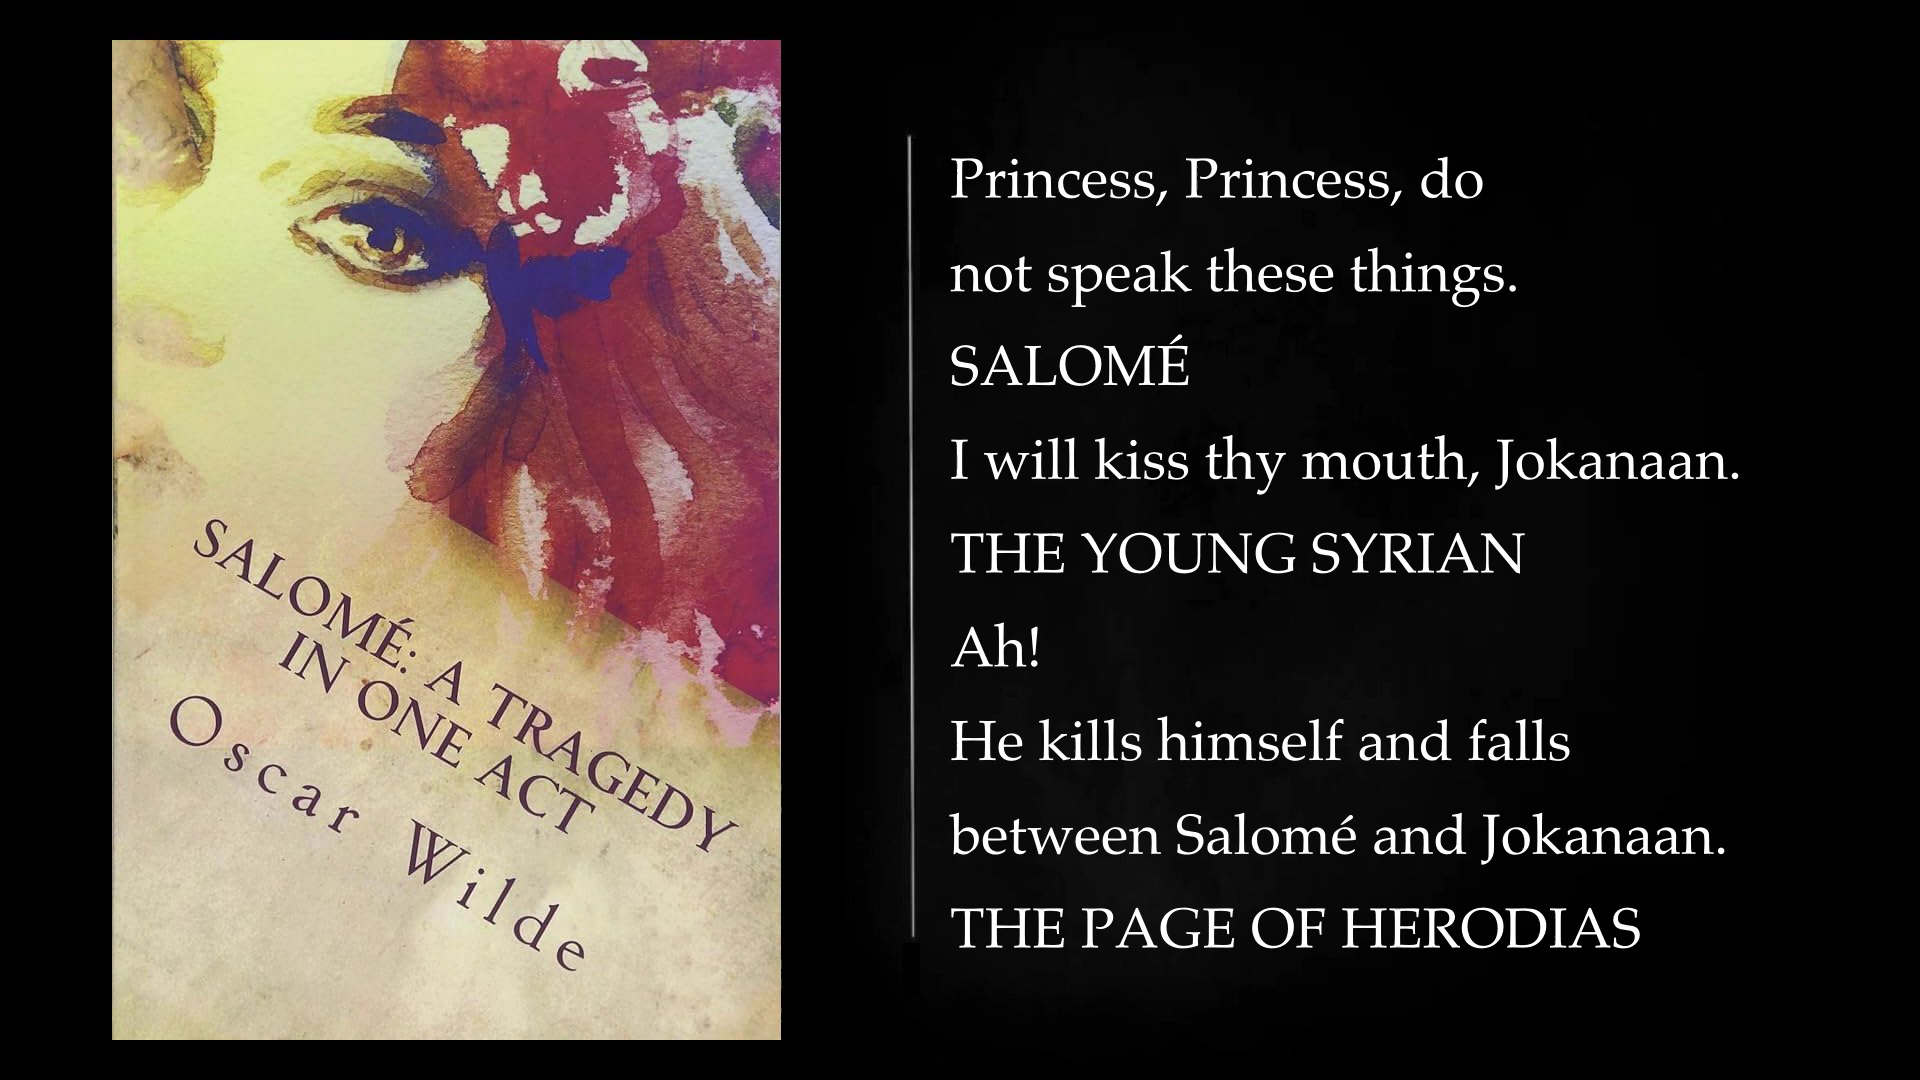 SALOMÉ: A TRAGEDY
IN ONE ACT
Oscar Wilde
Princess, Princess, do
not speak these things.
SALOMÉ
I will kiss thy mouth, Jokanaan.
THE YOUNG SYRIAN
Ah!
He kills himself and falls
between Salomé and Jokanaan.
THE PAGE OF HERODIAS